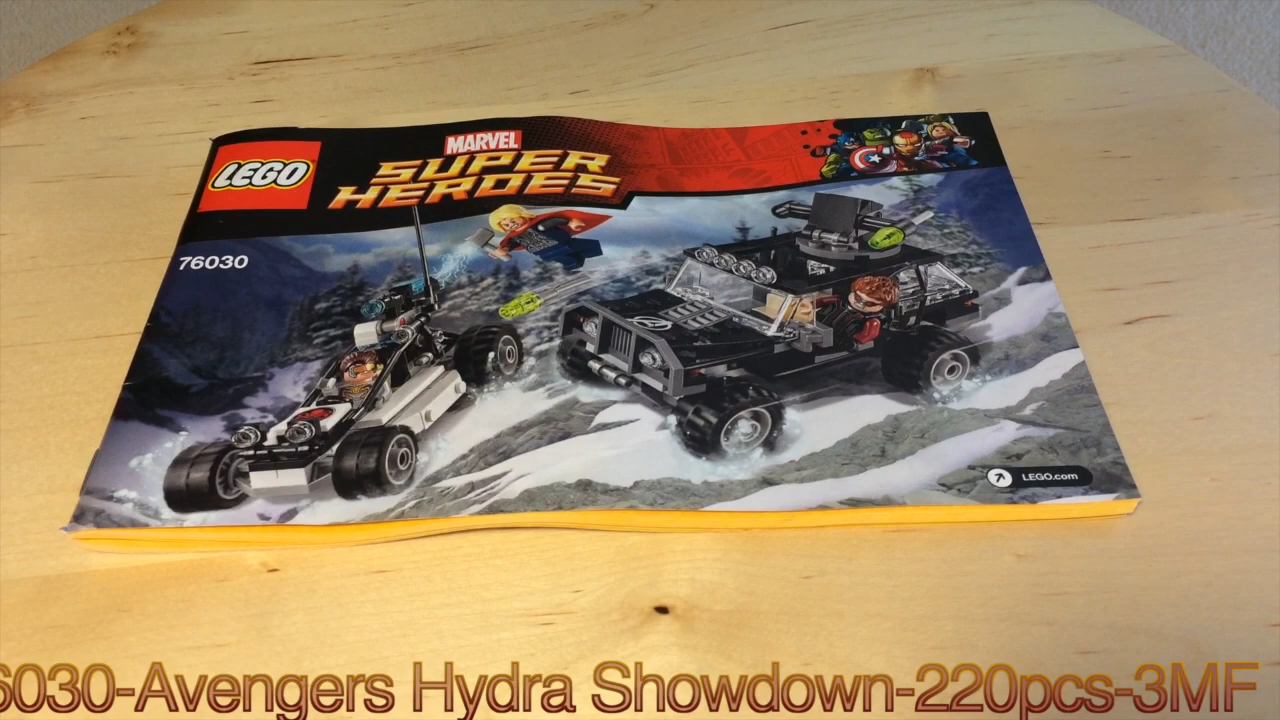 LEGO
MARVEL
SUPER
HEROES
76030
LEGO.com
6030-Avengers Hydra Showdown-220pcs-3MF